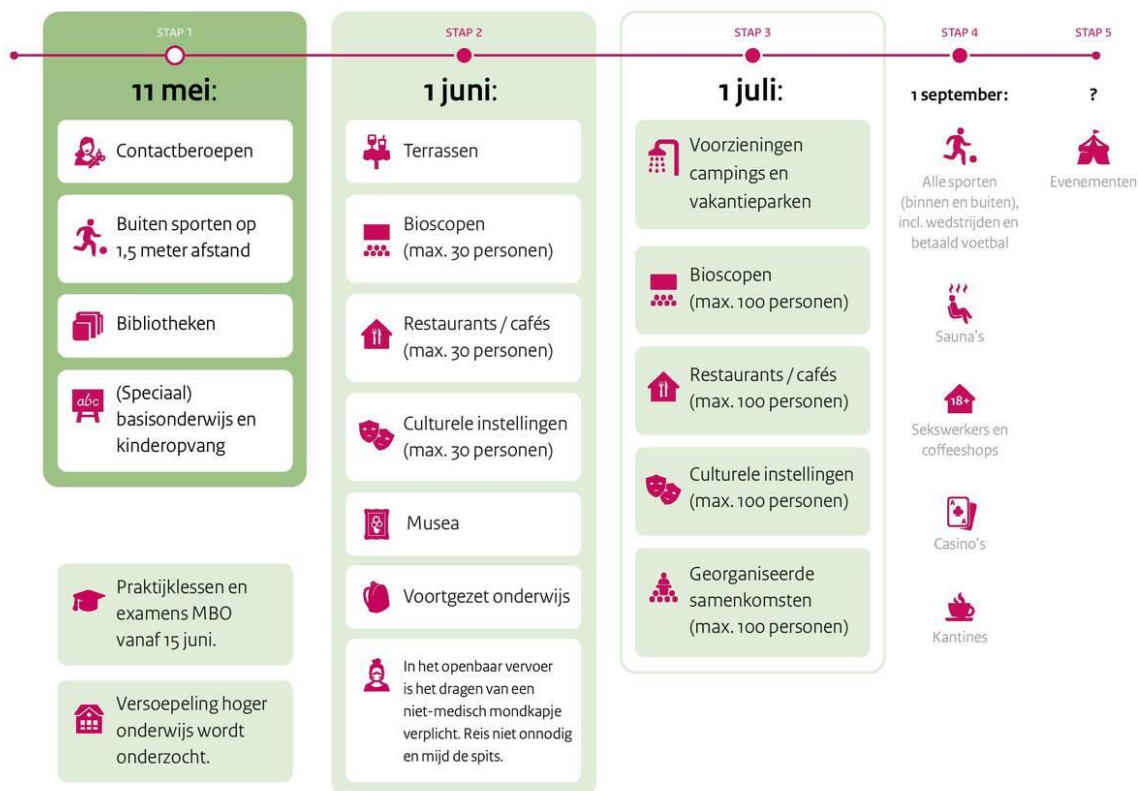 STAP 1
11 mei:
Contactberoepen
Buiten sporten op
1,5 meter afstand
Bibliotheken
abc
(Speciaal)
basisonderwijs en
kinderopvang
Praktijklessen en
examens MBO
vanaf 15 juni.
Versoepeling hoger
onderwijs wordt
onderzocht.
STAP 2
1 juni:
Terrassen
Bioscopen
(max. 30 personen)
Restaurants / cafés
(max. 30 personen)
Culturele instellingen
(max. 30 personen)
Musea
Voortgezet onderwijs
In het openbaar vervoer
is het dragen van een
niet-medisch mondkapje
verplicht. Reis niet onnodig
en mijd de spits.
STAP 3
1 juli:
Voorzieningen
campings en
vakantieparken
Bioscopen
(max. 100 personen)
Restaurants / cafés
(max. 100 personen)
Culturele instellingen
(max. 100 personen)
Georganiseerde
samenkomsten
(max. 100 personen)
STAP 4
1 september:
Alle sporten
(binnen en buiten),
incl. wedstrijden en
betaald voetbal
Sauna's
18+
Sekswerkers en
coffeeshops
A
A
Casino's
Kantines
STAP 5
?
Evenementen